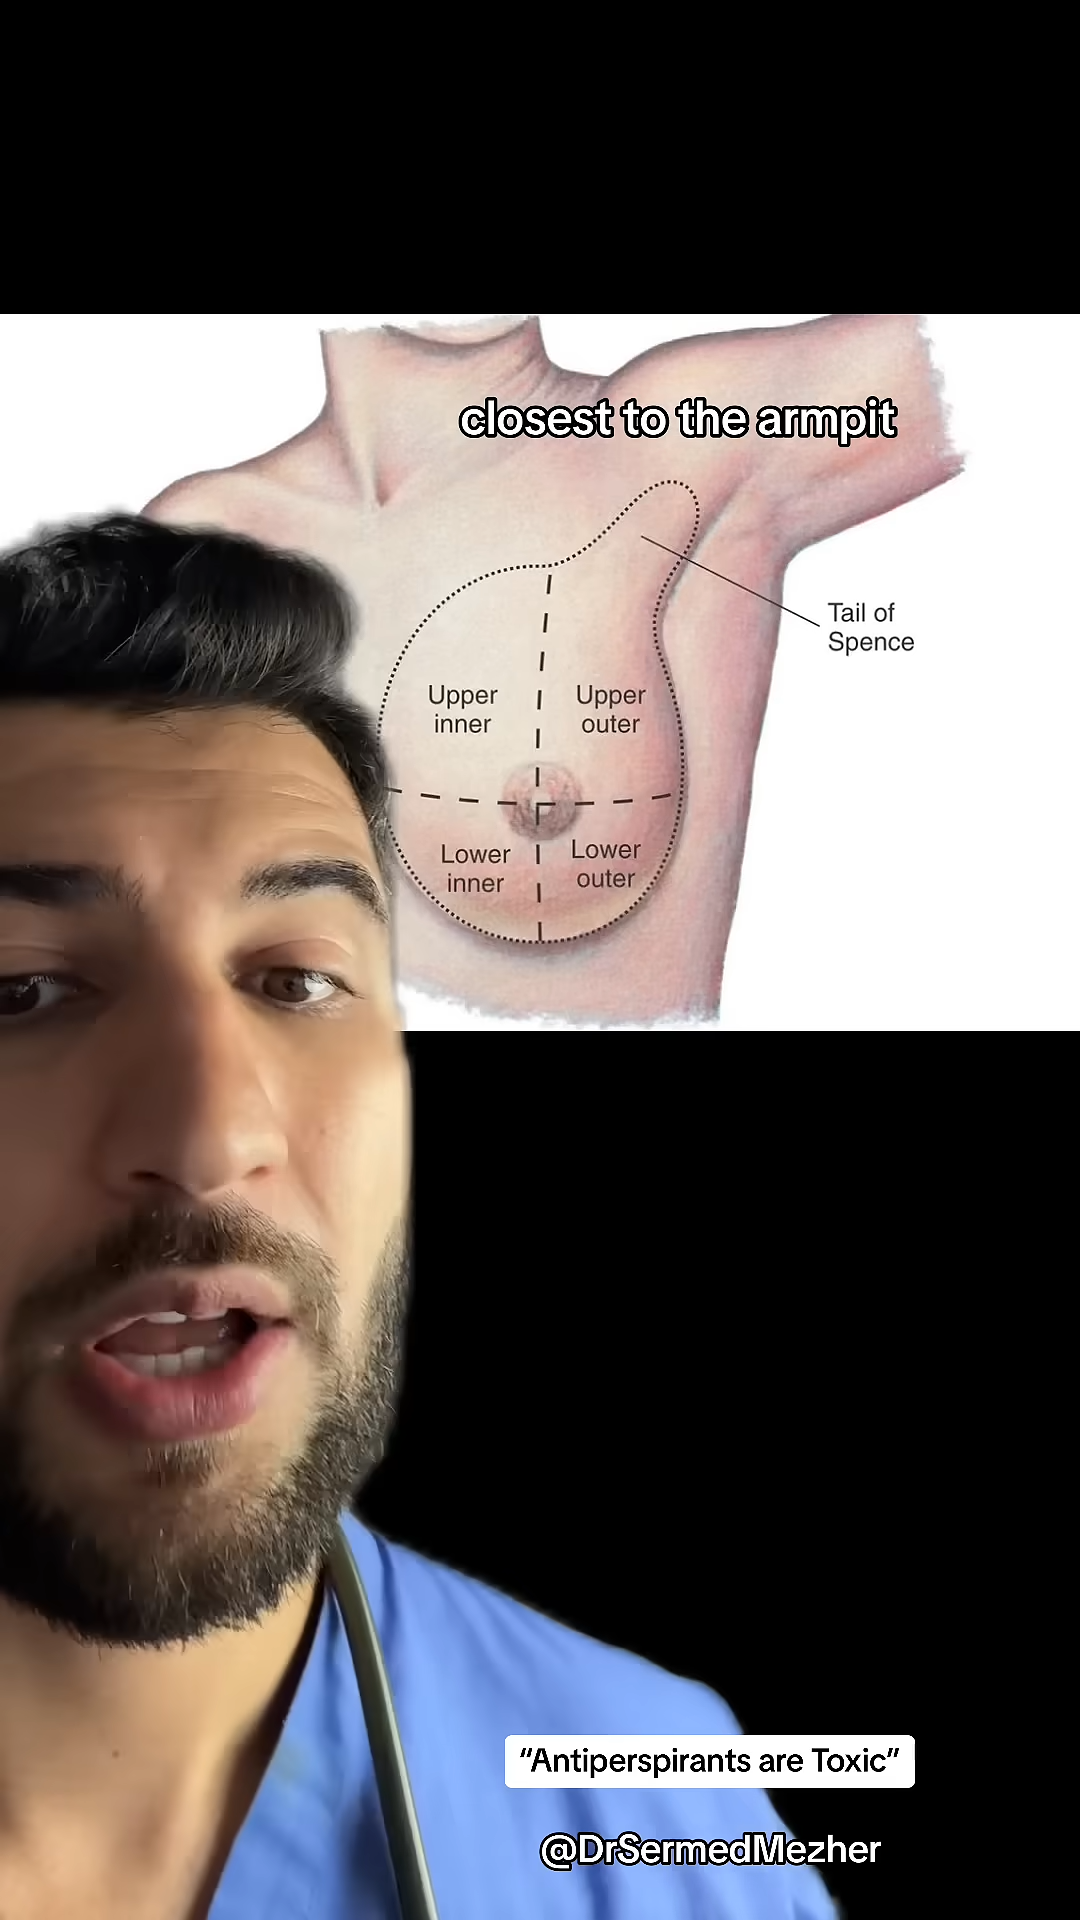 closest to the armpit
Tail of
Spence
Upper
inner
Upper
outer
Lower
inner
Lower
outer
“Antiperspirants are Toxic”
@DrSermedMezher